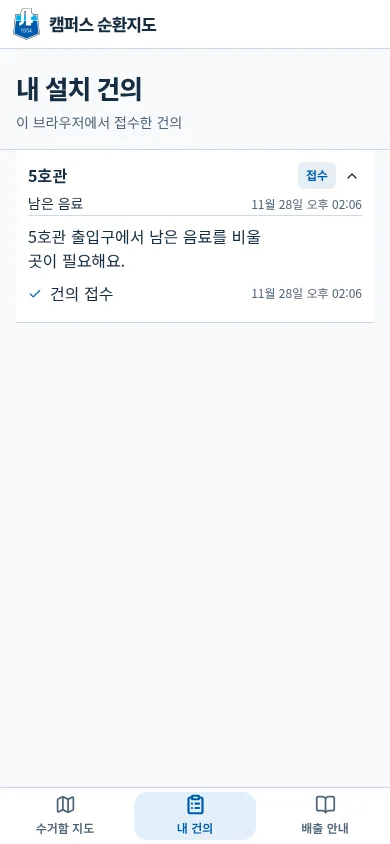 1954
캠퍼스 순환지도
내 설치 건의
이 브라우저에서 접수한 건의
5호관
접수
남은 음료
11월 28일 오후 02:06
5호관 출입구에서 남은 음료를 비울
곳이 필요해요.
건의 접수
11월 28일 오후 02:06
수거함 지도
내 건의
배출 안내